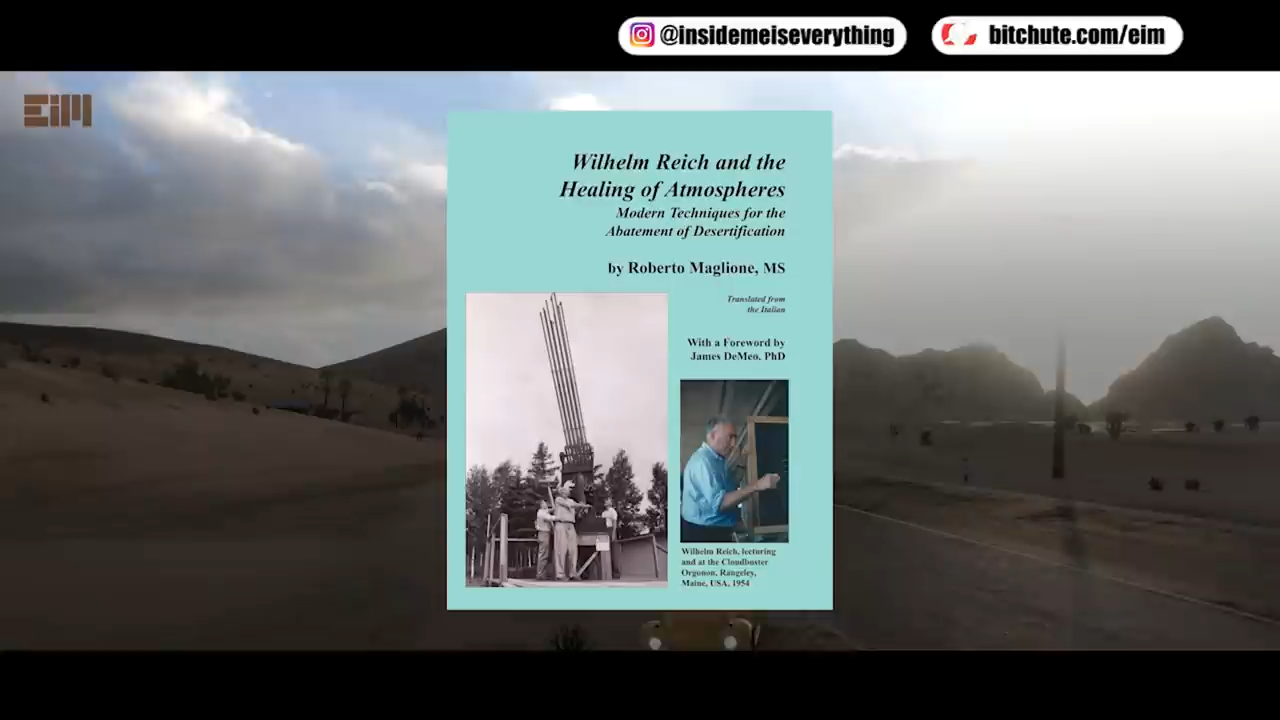 @insidemeiseverything
bitchute.com/eim
EIM
Wilhelm Reich and the
Healing of Atmospheres
Modern Techniques for the
Abatement of Desertification
by Roberto Maglione, MS
Translated from
the Italian
With a Foreword by
James DeMeo, PhD
Wilhelm Reich, lecturing
and at the Cloudbuster
Orgonon, Rangeley,
Maine, USA, 1954